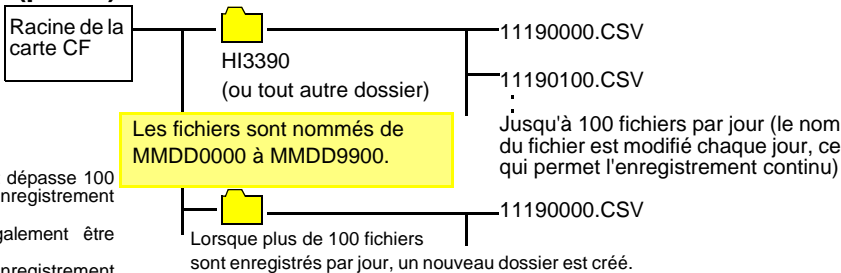 Racine de la
carte CF
HI3390
(ou tout autre dossier)
11190000.CSV
11190100.CSV
Jusqu'à 100 fichiers par jour (le nom
du fichier est modifié chaque jour, ce
qui permet l'enregistrement continu)
Les fichiers sont nommés de
MMDD0000 à MMDD9900.
dépasse 100
nregistrement
galement être
nregistrement
11190000.CSV
Lorsque plus de 100 fichiers
sont enregistrés par jour, un nouveau dossier est créé.